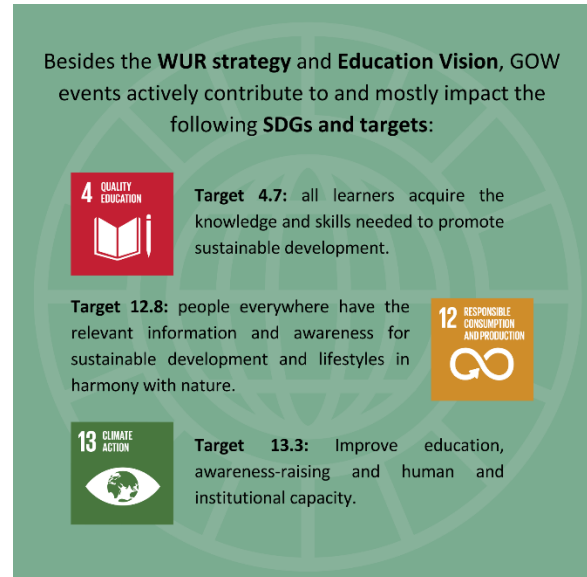 Besides the WUR strategy and Education Vision, GOW
events actively contribute to and mostly impact the
following SDGs and targets:
4 QUALITY
EDUCATION
Target 4.7: all learners acquire the
knowledge and skills needed to promote
sustainable development.
Target 12.8: people everywhere have the
relevant information and awareness for
sustainable development and lifestyles in
harmony with nature.
12 RESPONSIBLE
CONSUMPTION
AND PRODUCTION
13 CLIMATE
ACTION
Target 13.3: Improve education,
awareness-raising and human and
institutional capacity.